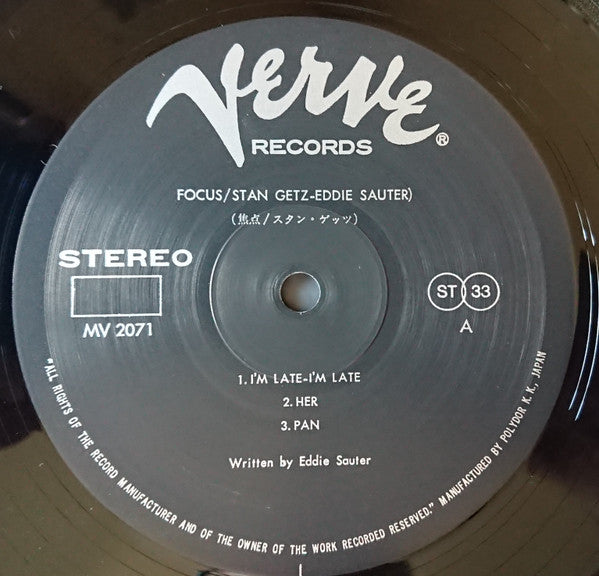 Verve®
RECORDS
FOCUS/STAN GETZ-EDDIE SAUTER)
(焦点/スタン・ゲッツ)
STEREO
MV 2071
ST 33
A
1. I'M LATE-I'M LATE
2. HER
3. PAN
Written by Eddie Sauter
"ALL RIGHTS OF THE RECORD MANUFACTURER AND OF THE OWNER OF THE WORK RECORDED RESERVED." MANUFACTURED BY POLYDOR K. K., JAPAN